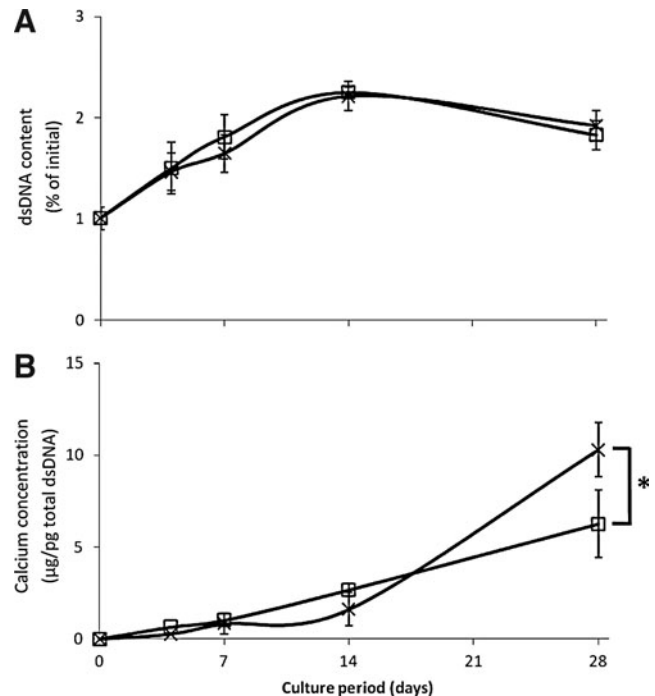 A
3
2
1
0
dsDNA content
(% of initial)
B
15
10
5
0
Calcium concentration
(µg/pg total dsDNA)
*
0 7 14 21 28
Culture period (days)